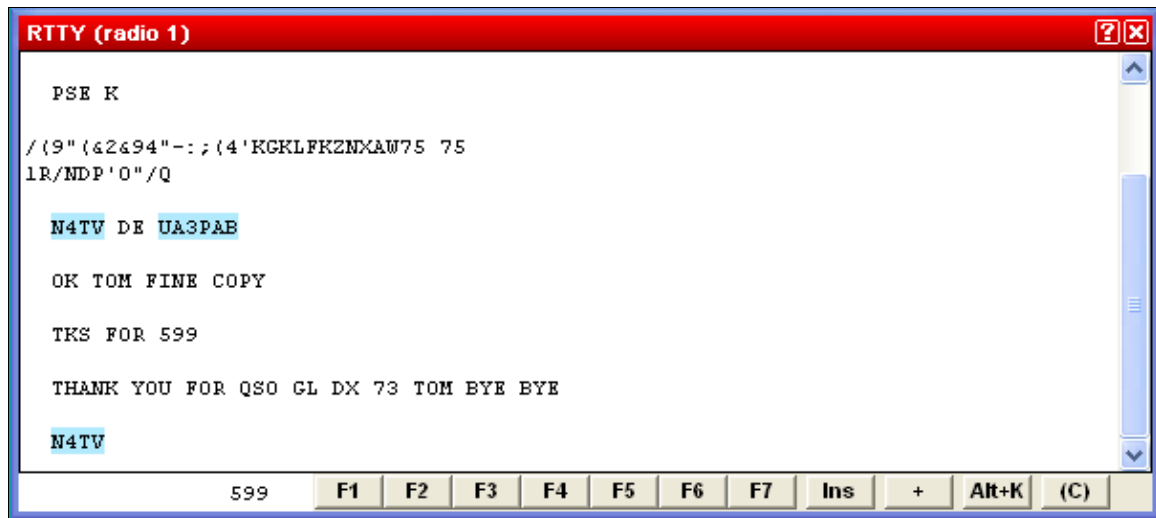 RTTY (radio 1)
PSE K
/(9"(&2&94"-:;(4'KGKLFKZNXAW75 75
1R/NDP'O"/Q
N4TV DE UA3PAB
OK TOM FINE COPY
TKS FOR 599
THANK YOU FOR QSO GL DX 73 TOM BYE BYE
N4TV
599 F1 F2 F3 F4 F5 F6 F7 Ins + Alt+K (C)